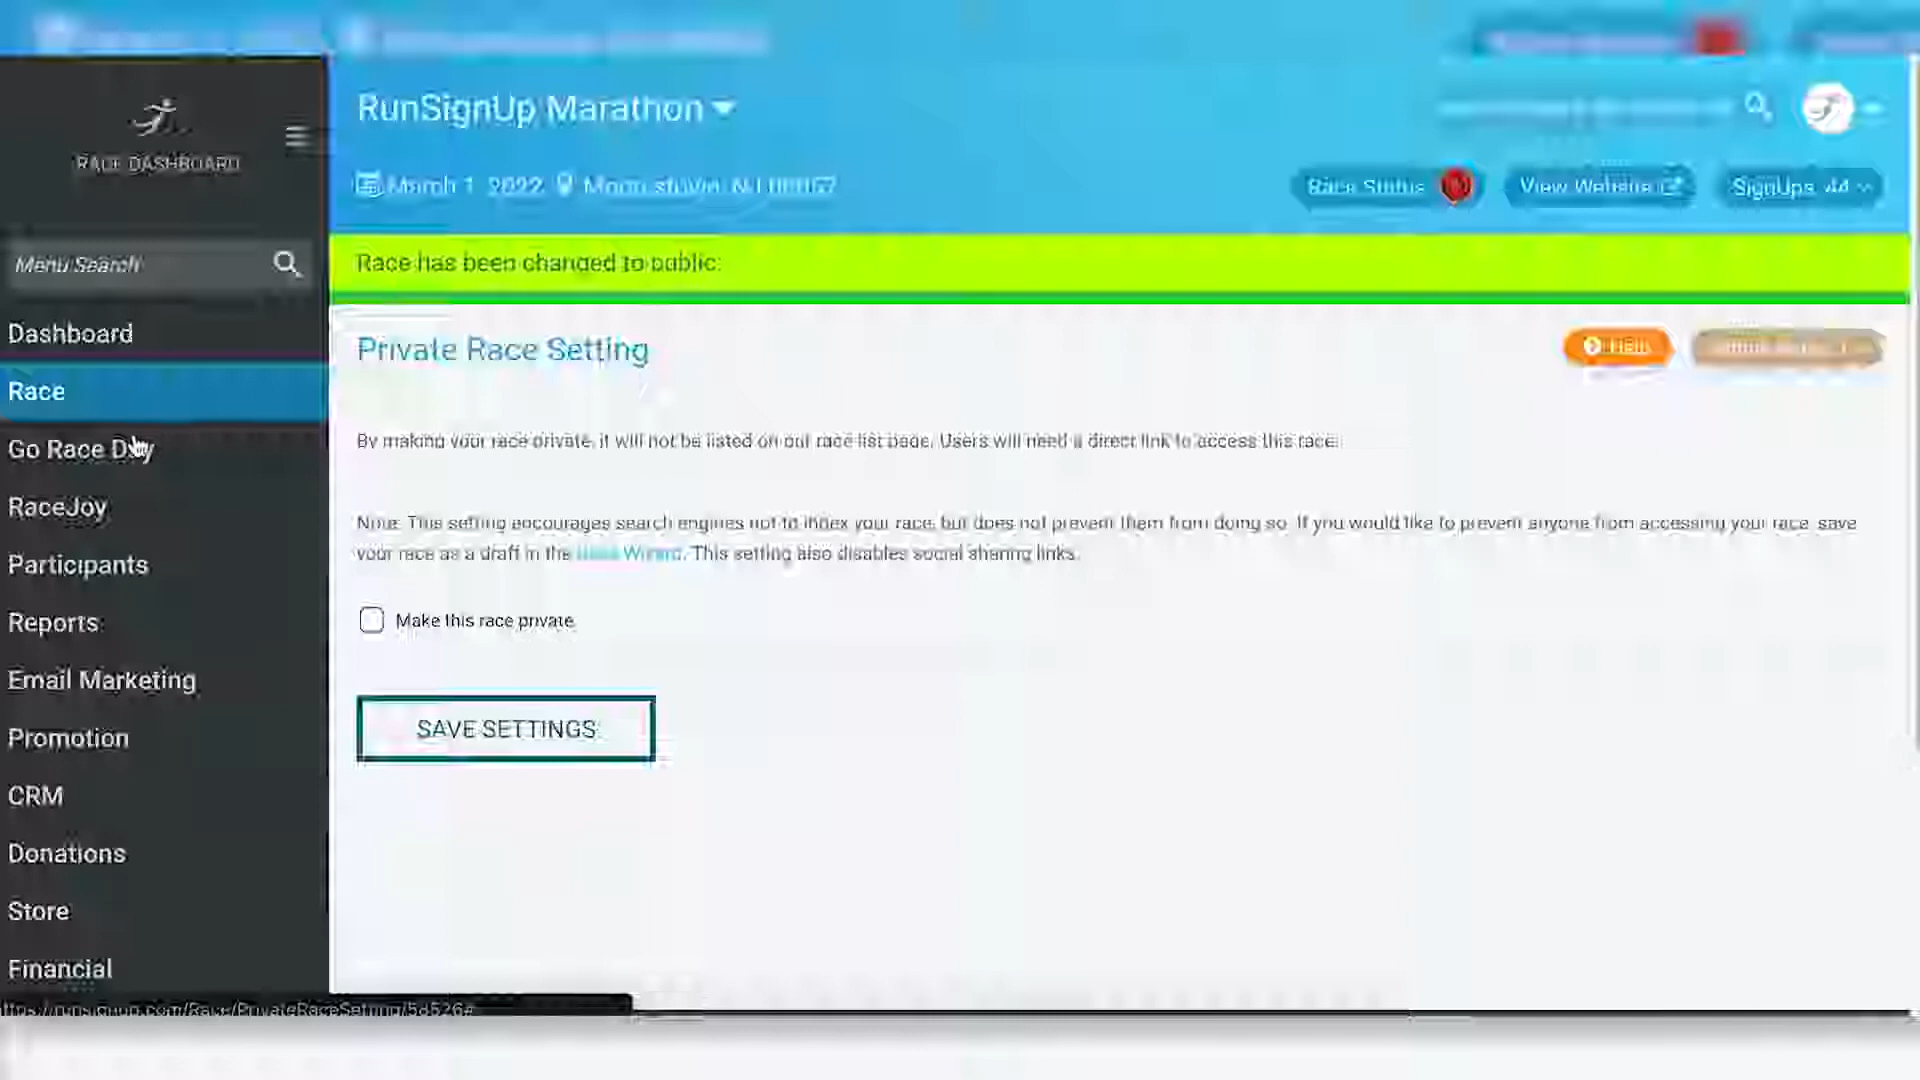 RACE DASHBOARD
RunSignUp Marathon
March 1, 2022
Race Status
View Website
SignUps 44
Menu Search
Race has been changed to public.
Dashboard
Private Race Setting
Race
By making your race private, it will not be listed on our race list page. Users will need a direct link to access this race.
Go Race Day
RaceJoy
Note: This setting encourages search engines not to index your race, but does not prevent them from doing so. If you would like to prevent anyone from accessing your race, save
your race as a draft in the Race Wizard. This setting also disables social sharing links.
Participants
Make this race private
Reports
Email Marketing
SAVE SETTINGS
Promotion
CRM
Donations
Store
Financial